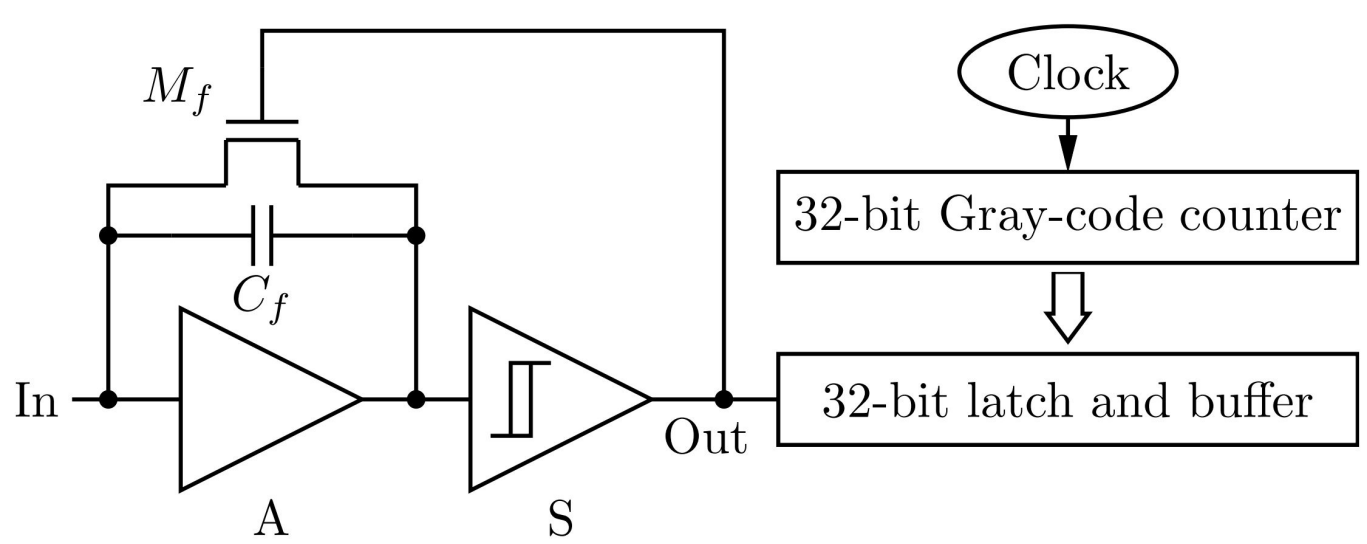 M_f
Clock
32-bit Gray-code counter
C_f
In
32-bit latch and buffer
Out
A
S